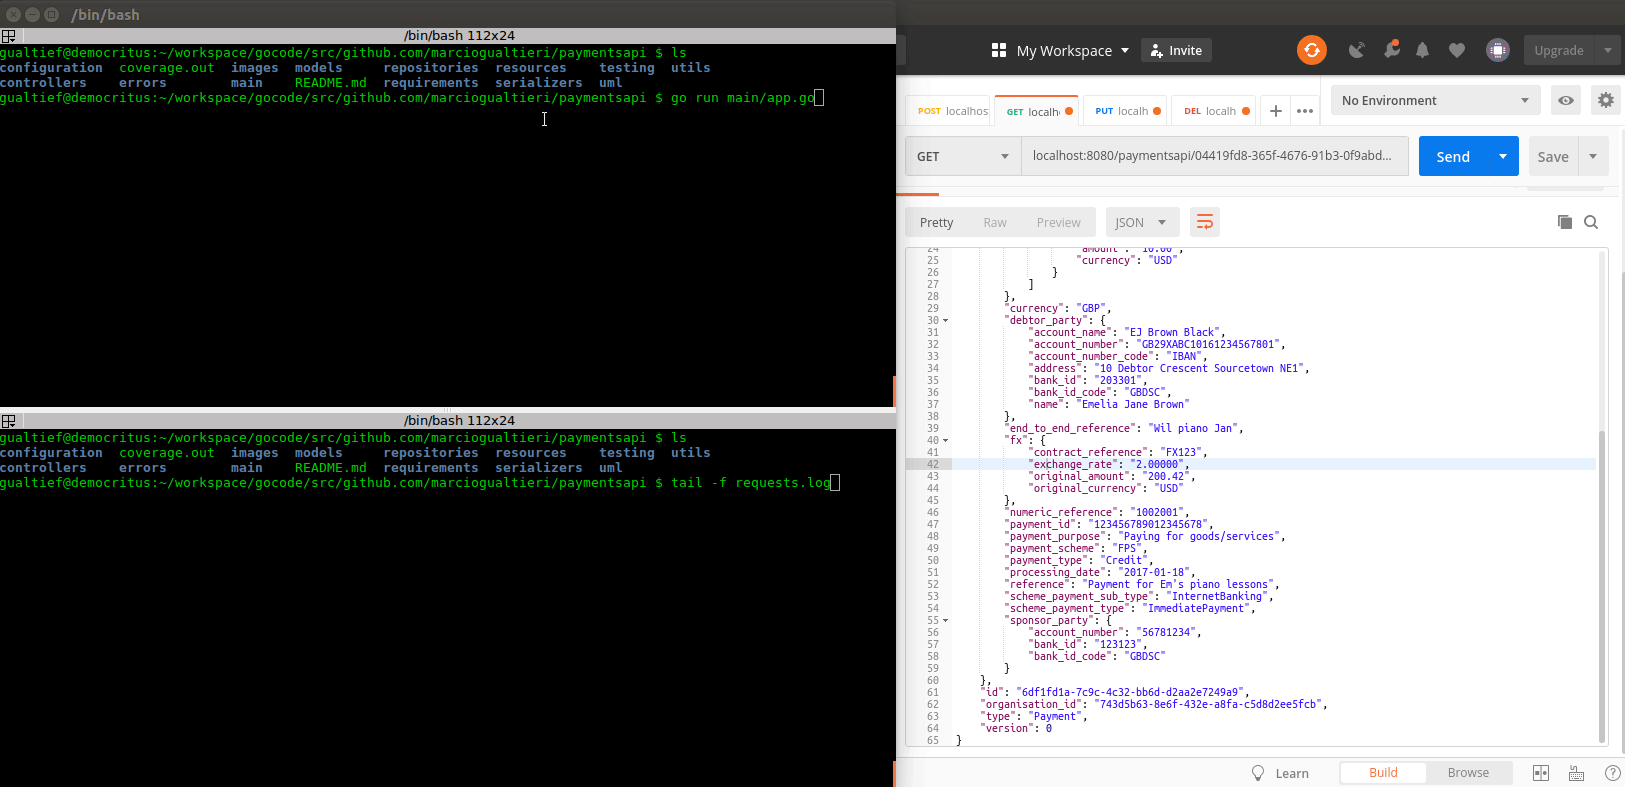 /bin/bash
/bin/bash 112x24
gualtief@democritus:~/workspace/gocode/src/github.com/marciogualtieri/paymentsapi $ ls
configuration coverage.out images models repositories resources testing utils
controllers errors main README.md requirements serializers uml
gualtief@democritus:~/workspace/gocode/src/github.com/marciogualtieri/paymentsapi $ go run main/app.go
/bin/bash 112x24
gualtief@democritus:~/workspace/gocode/src/github.com/marciogualtieri/paymentsapi $ ls
configuration coverage.out images models repositories resources testing utils
controllers errors main README.md requirements serializers uml
gualtief@democritus:~/workspace/gocode/src/github.com/marciogualtieri/paymentsapi $ tail -f requests.log
My Workspace Invite Upgrade
POST localhos GET localh PUT localh DEL localh + ••• No Environment
GET localhost:8080/paymentsapi/04419fd8-365f-4676-91b3-0f9abd... Send Save
Pretty Raw Preview JSON
24 "amount": "10.00",
25 "currency": "USD"
26 }
27 ]
28 },
29 "currency": "GBP",
30 "debtor_party": {
31 "account_name": "EJ Brown Black",
32 "account_number": "GB29XABC10161234567801",
33 "account_number_code": "IBAN",
34 "address": "10 Debtor Crescent Sourcetown NE1",
35 "bank_id": "203301",
36 "bank_id_code": "GBDSC",
37 "name": "Emelia Jane Brown"
38 },
39 "end_to_end_reference": "Wil piano Jan",
40 "fx": {
41 "contract_reference": "FX123",
42 "exchange_rate": "2.00000",
43 "original_amount": "200.42",
44 "original_currency": "USD"
45 },
46 "numeric_reference": "1002001",
47 "payment_id": "123456789012345678",
48 "payment_purpose": "Paying for goods/services",
49 "payment_scheme": "FPS",
50 "payment_type": "Credit",
51 "processing_date": "2017-01-18",
52 "reference": "Payment for Em's piano lessons",
53 "scheme_payment_sub_type": "InternetBanking",
54 "scheme_payment_type": "ImmediatePayment",
55 "sponsor_party": {
56 "account_number": "56781234",
57 "bank_id": "123123",
58 "bank_id_code": "GBDSC"
59 }
60 },
61 "id": "6df1fd1a-7c9c-4c32-bb6d-d2aa2e7249a9",
62 "organisation_id": "743d5b63-8e6f-432e-a8fa-c5d8d2ee5fcb",
63 "type": "Payment",
64 "version": 0
65 }
Learn Build Browse